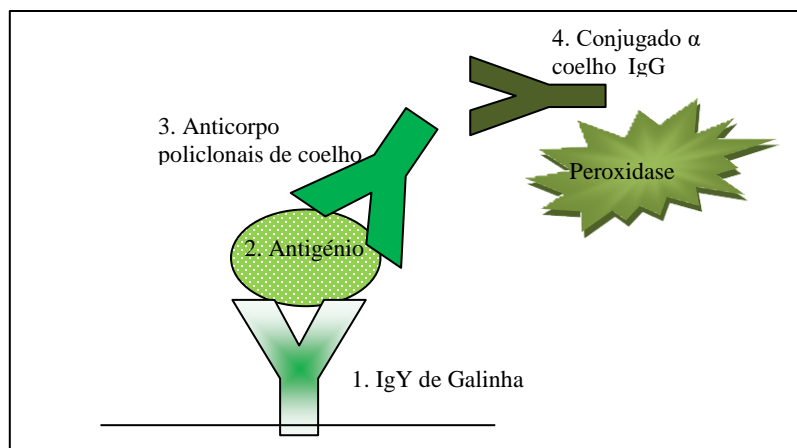 4. Conjugado α
coelho IgG
3. Anticorpo
policlonais de coelho
Peroxidase
2. Antigénio
1. IgY de Galinha